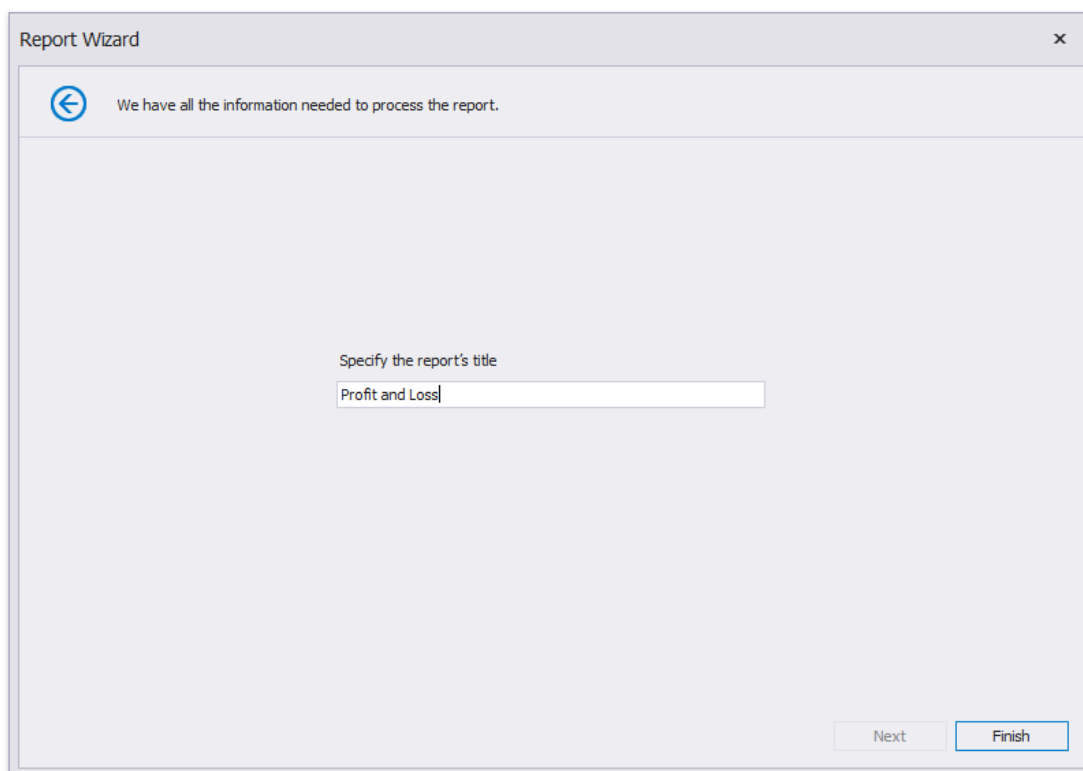 Report Wizard
We have all the information needed to process the report.
Specify the report's title
Profit and Loss
Next
Finish